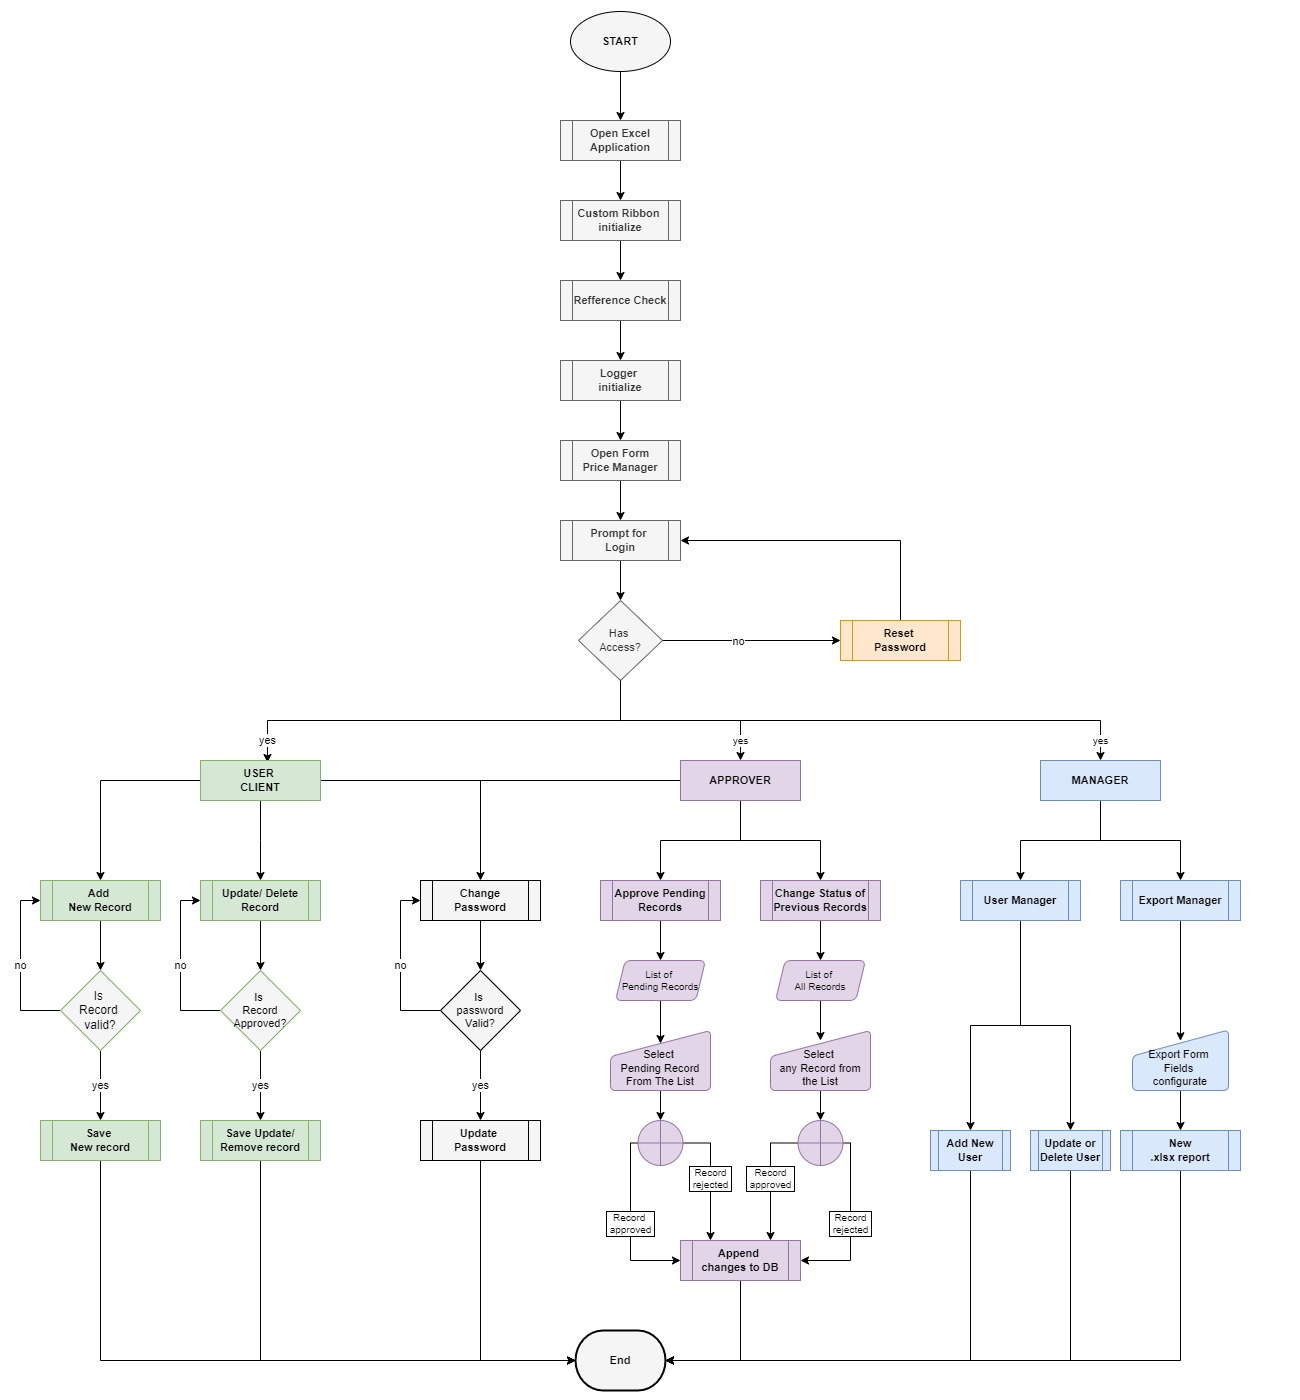 START
Open Excel
Application
Custom Ribbon
initialize
Refference Check
Logger
initialize
Open Form
Price Manager
Prompt for
Login
Has
Access?
no
Reset
Password
yes
yes
yes
USER
CLIENT
APPROVER
MANAGER
Add
New Record
Update/ Delete
Record
Change
Password
Approve Pending
Records
Change Status of
Previous Records
User Manager
Export Manager
no
no
no
Is
Record
valid?
Is
Record
Approved?
Is
password
Valid?
List of
Pending Records
List of
All Records
Select
Pending Record
From The List
Select
any Record from
the List
Export Form
Fields
configurate
yes
yes
yes
Save
New record
Save Update/
Remove record
Update
Password
Record
rejected
Record
approved
Add New
User
Update or
Delete User
New
.xlsx report
Record
approved
Record
rejected
Append
changes to DB
End